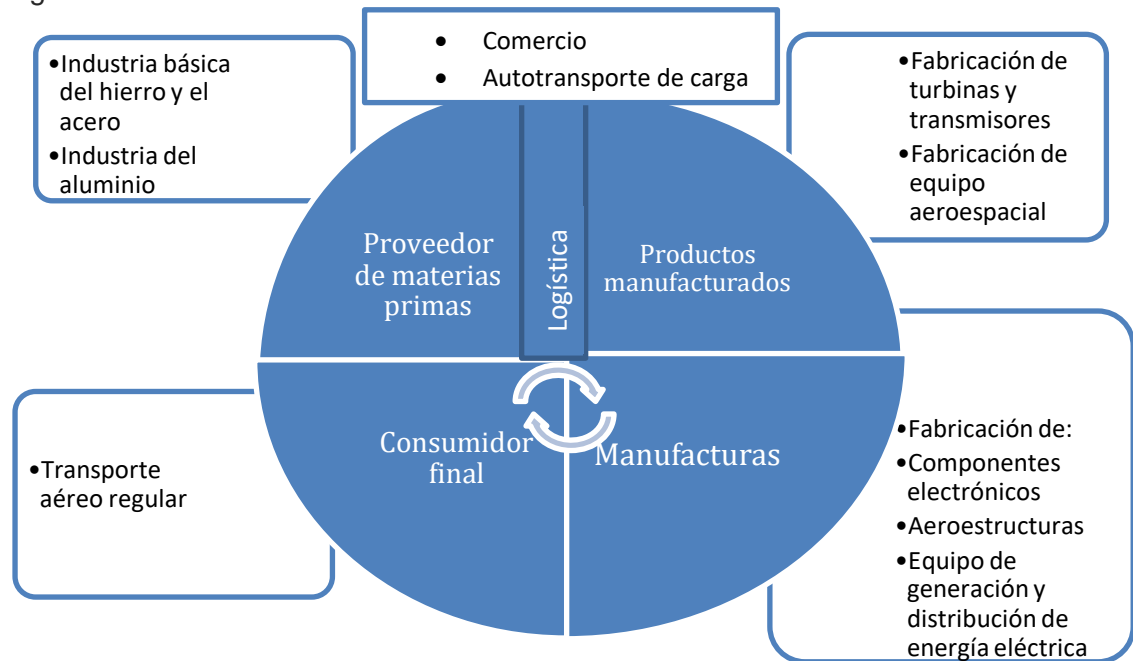 • Comercio
• Autotransporte de carga
•Industria básica
del hierro y el
acero
•Industria del
aluminio
•Fabricación de
turbinas y
transmisores
•Fabricación de
equipo
aeroespacial
Proveedor
de materias
primas
Logística
Productos
manufacturados
Consumidor
final
Manufacturas
•Transporte
aéreo regular
•Fabricación de:
•Componentes
electrónicos
•Aeroestructuras
•Equipo de
generación y
distribución de
energía eléctrica